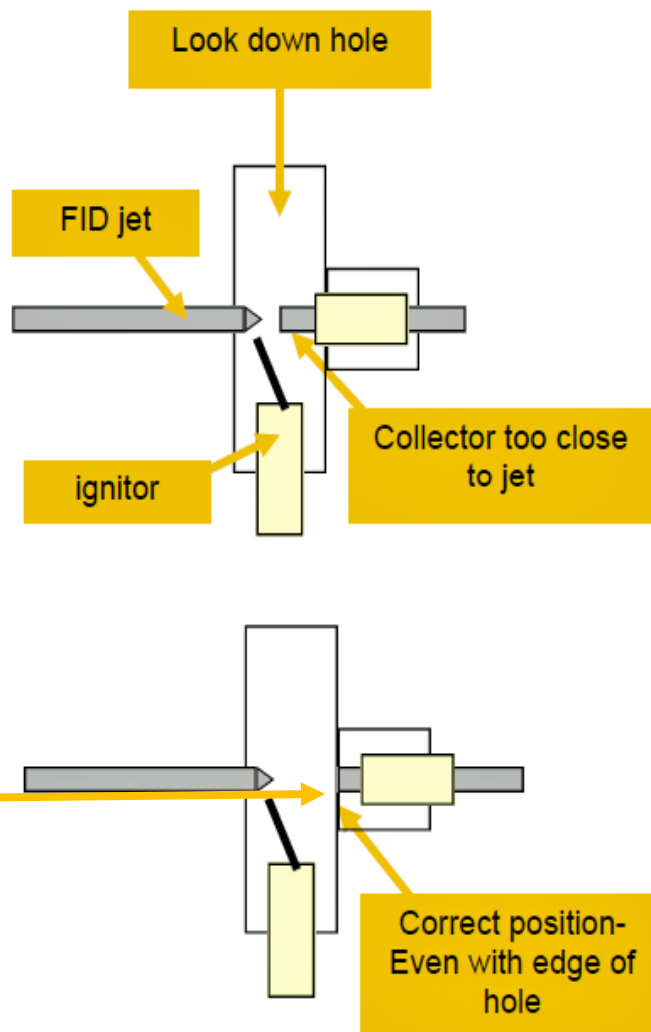 Look down hole
FID jet
Collector too close
to jet
ignitor
Correct position-
Even with edge of
hole